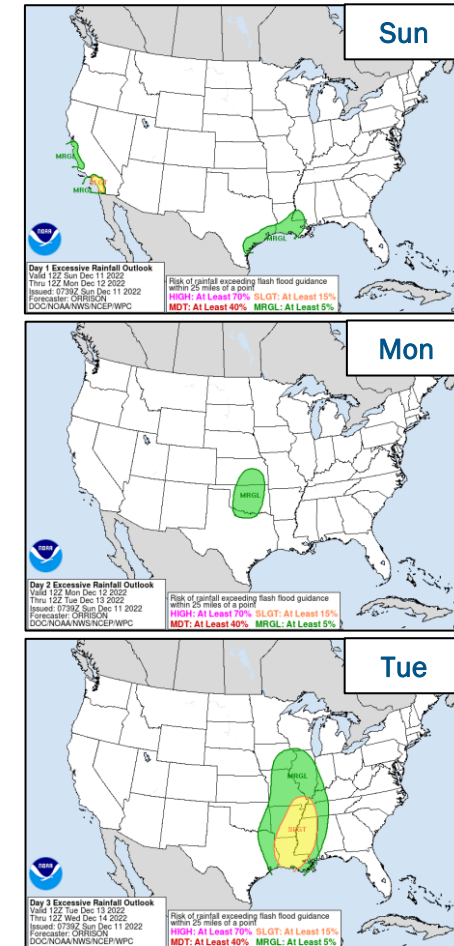 Sun
MRGL
SLGT
MRGL
MRGL
NOAA
Day 1 Excessive Rainfall Outlook
Valid 12Z Sun Dec 11 2022
Thru 12Z Mon Dec 12 2022
Issued: 0739Z Sun Dec 11 2022
Forecaster: ORRISON
DOC/NOAA/NWS/NCEP/WPC
Risk of rainfall exceeding flash flood guidance
within 25 miles of a point
HIGH: At Least 70% SLGT: At Least 15%
MDT: At Least 40% MRGL: At Least 5%
Mon
MRGL
NOAA
Day 2 Excessive Rainfall Outlook
Valid 12Z Mon Dec 12 2022
Thru 12Z Tue Dec 13 2022
Issued: 0739Z Sun Dec 11 2022
Forecaster: ORRISON
DOC/NOAA/NWS/NCEP/WPC
Risk of rainfall exceeding flash flood guidance
within 25 miles of a point
HIGH: At Least 70% SLGT: At Least 15%
MDT: At Least 40% MRGL: At Least 5%
Tue
MRGL
SLGT
NOAA
Day 3 Excessive Rainfall Outlook
Valid 12Z Tue Dec 13 2022
Thru 12Z Wed Dec 14 2022
Issued: 0739Z Sun Dec 11 2022
Forecaster: ORRISON
DOC/NOAA/NWS/NCEP/WPC
Risk of rainfall exceeding flash flood guidance
within 25 miles of a point
HIGH: At Least 70% SLGT: At Least 15%
MDT: At Least 40% MRGL: At Least 5%